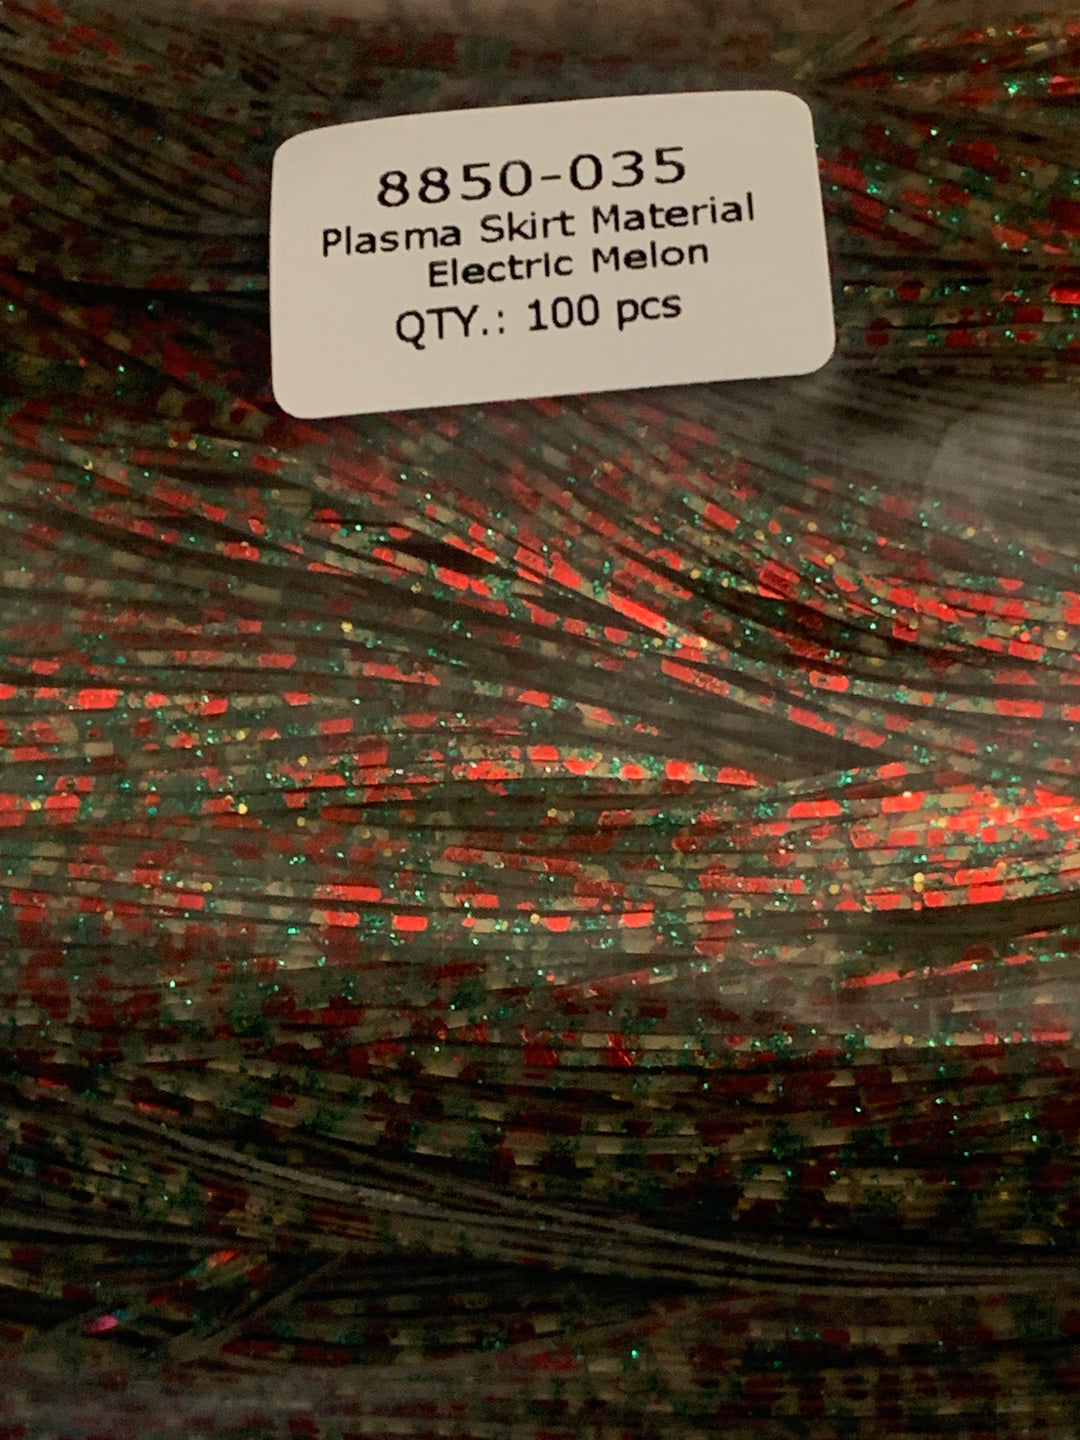 8850-035
Plasma Skirt Material
Electric Melon
QTY.: 100 pcs